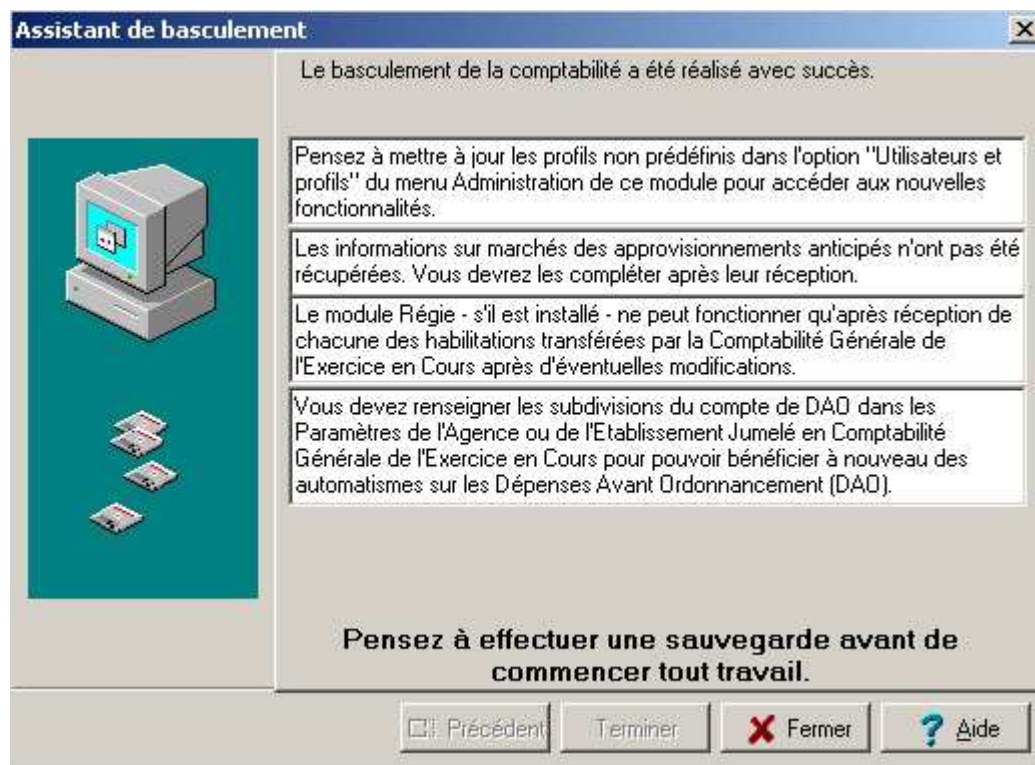 Assistant de basculement
Le basculement de la comptabilité a été réalisé avec succès.
Pensez à mettre à jour les profils non prédéfinis dans l'option "Utilisateurs et
profils" du menu Administration de ce module pour accéder aux nouvelles
fonctionnalités.
Les informations sur marchés des approvisionnements anticipés n'ont pas été
récupérées. Vous devrez les compléter après leur réception.
Le module Régie - s'il est installé - ne peut fonctionner qu'après réception de
chacune des habilitations transférées par la Comptabilité Générale de
l'Exercice en Cours après d'éventuelles modifications.
Vous devez renseigner les subdivisions du compte de DAO dans les
Paramètres de l'Agence ou de l'Etablissement Jumelé en Comptabilité
Générale de l'Exercice en Cours pour pouvoir bénéficier à nouveau des
automatismes sur les Dépenses Avant Ordonnancement (DAO).
Pensez à effectuer une sauvegarde avant de
commencer tout travail.
Précédent Terminer Fermer Aide